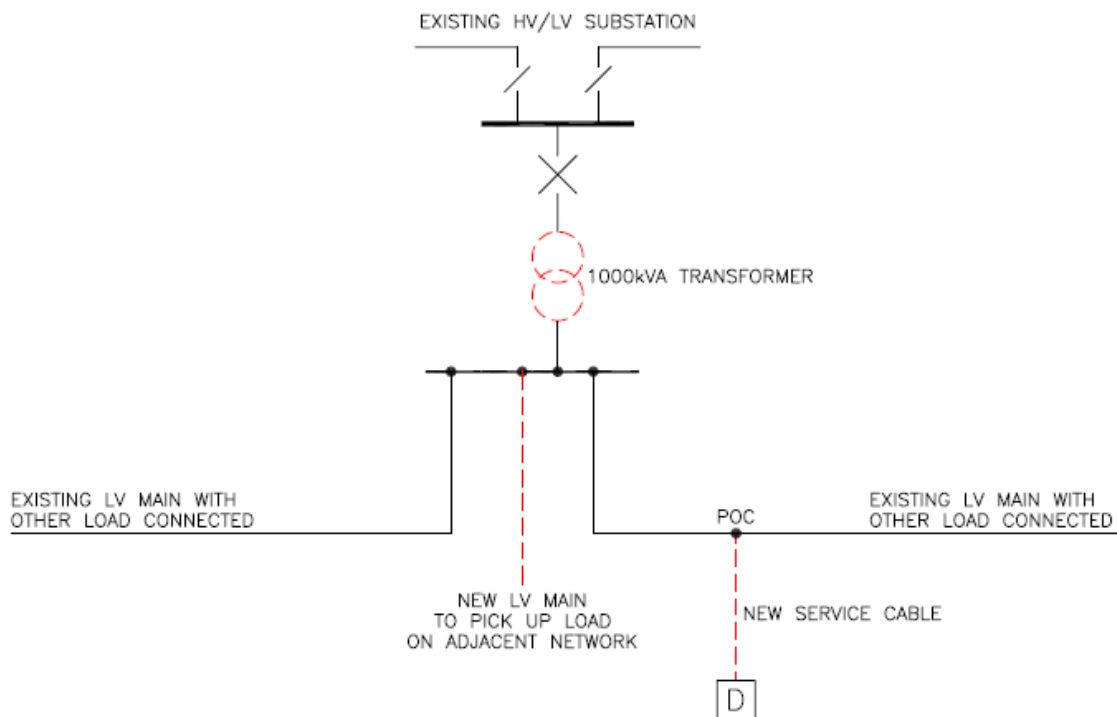 EXISTING HV/LV SUBSTATION
1000kVA TRANSFORMER
EXISTING LV MAIN WITH
OTHER LOAD CONNECTED
POC
EXISTING LV MAIN WITH
OTHER LOAD CONNECTED
NEW LV MAIN
TO PICK UP LOAD
ON ADJACENT NETWORK
NEW SERVICE CABLE
D